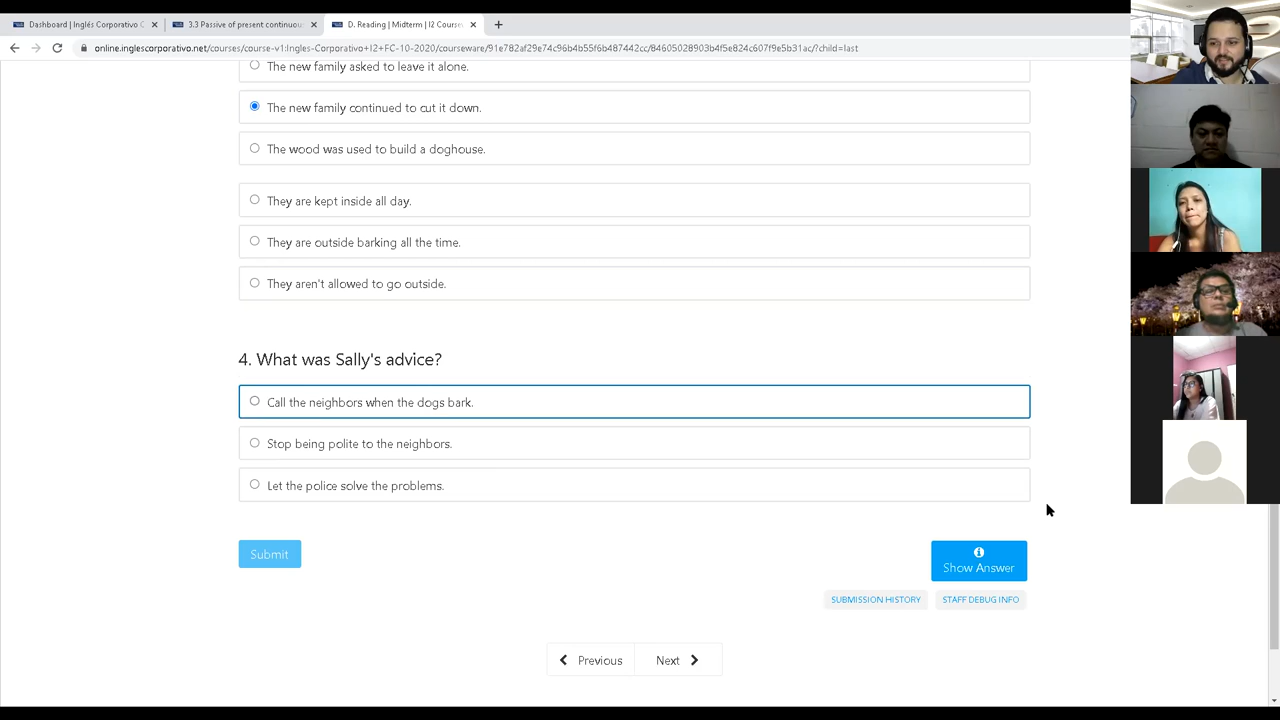 Dashboard | Inglés Corporativo C
3.3 Passive of present continuou
D. Reading | Midterm | I2 Course
online.inglescorporativo.net/courses/course-v1:Ingles-Corporativo+I2+FC-10-2020/courseware/
The new family asked to leave it alone.
The new family continued to cut it down.
The wood was used to build a doghouse.
They are kept inside all day.
They are outside barking all the time.
They aren't allowed to go outside.
4. What was Sally's advice?
Call the neighbors when the dogs bark.
Stop being polite to the neighbors.
Let the police solve the problems.
Submit
Show Answer
SUBMISSION HISTORY
STAFF DEBUG INFO
Previous
Next